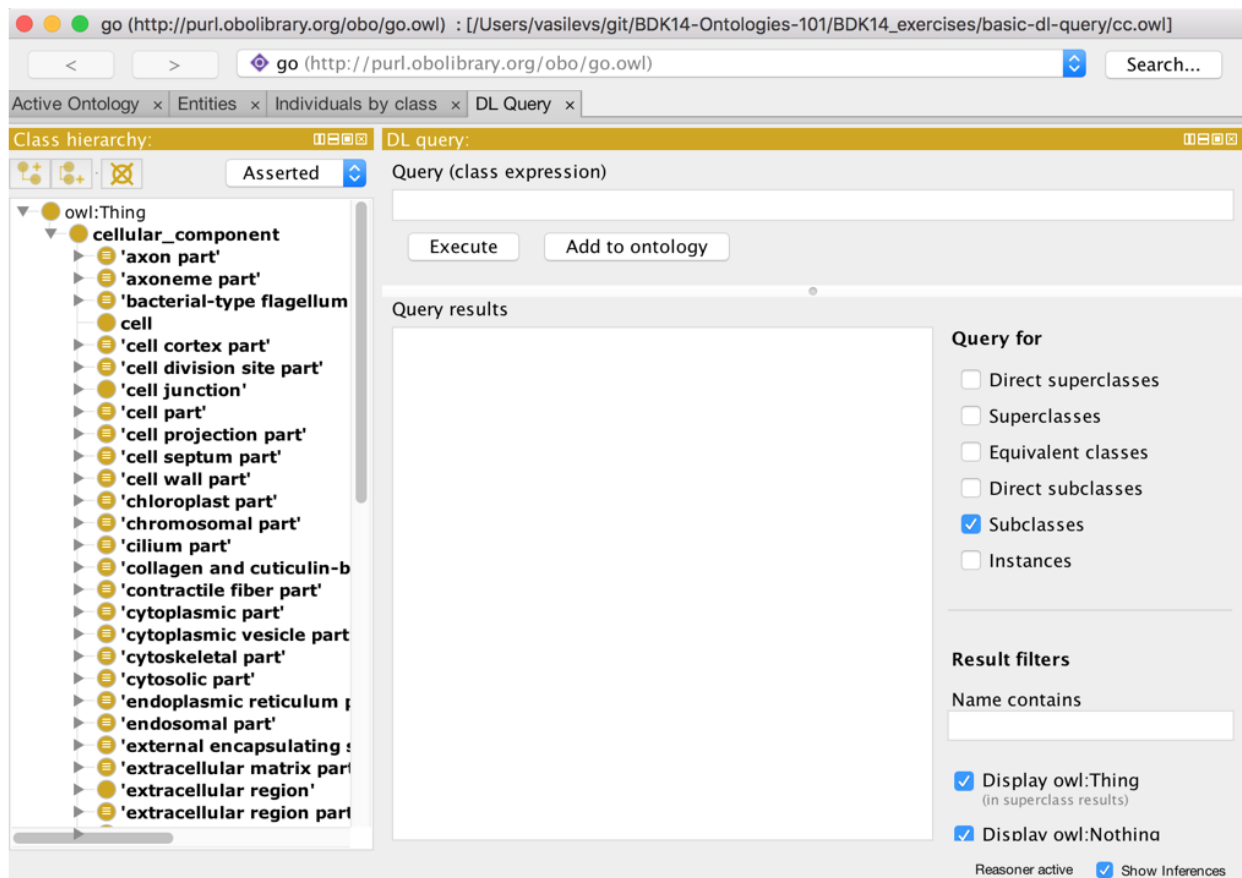 go (http://purl.obolibrary.org/obo/go.owl) : [/Users/vasilevs/git/BDK14-Ontologies-101/BDK14_exercises/basic-dl-query/cc.owl]
< > go (http://purl.obolibrary.org/obo/go.owl) Search...
Active Ontology × Entities × Individuals by class × DL Query ×
Class hierarchy:
Asserted
owl:Thing
cellular_component
'axon part'
'axoneme part'
'bacterial-type flagellum
cell
'cell cortex part'
'cell division site part'
'cell junction'
'cell part'
'cell projection part'
'cell septum part'
'cell wall part'
'chloroplast part'
'chromosomal part'
'cilium part'
'collagen and cuticulin-b
'contractile fiber part'
'cytoplasmic part'
'cytoplasmic vesicle part
'cytoskeletal part'
'cytosolic part'
'endoplasmic reticulum p
'endosomal part'
'external encapsulating s
'extracellular matrix part
'extracellular region'
'extracellular region part
DL query:
Query (class expression)
Execute Add to ontology
Query results
Query for
Direct superclasses
Superclasses
Equivalent classes
Direct subclasses
Subclasses
Instances
Result filters
Name contains
Display owl:Thing
(in superclass results)
Display owl:Nothing
Reasoner active Show Inferences